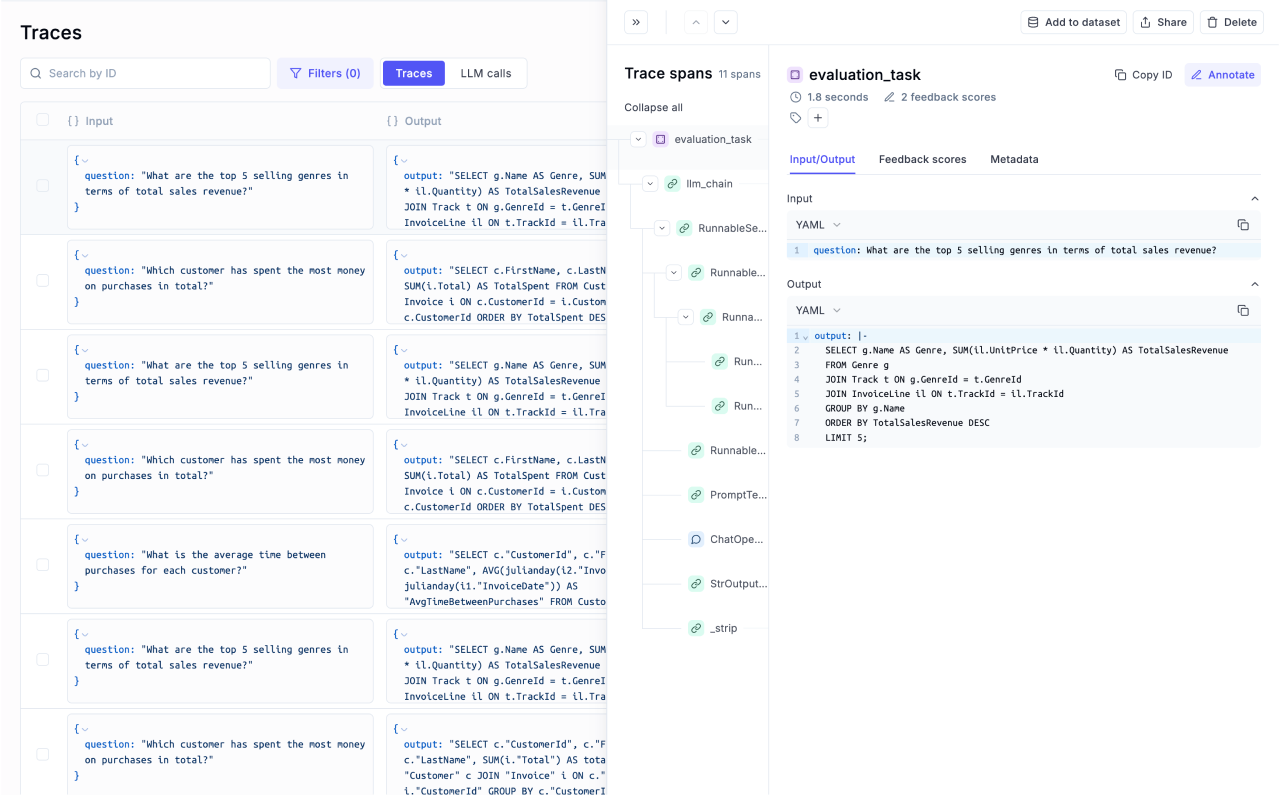 Traces
Search by ID
Filters (0)
Traces
LLM calls
{ } Input
{ } Output
{
question: "What are the top 5 selling genres in
terms of total sales revenue?"
}
{
output: "SELECT g.Name AS Genre, SUM
* il.Quantity) AS TotalSalesRevenue
JOIN Track t ON g.GenreId = t.GenreI
InvoiceLine il ON t.TrackId = il.Tra
{
question: "Which customer has spent the most money
on purchases in total?"
}
{
output: "SELECT c.FirstName, c.LastN
SUM(i.Total) AS TotalSpent FROM Cust
Invoice i ON c.CustomerId = i.Custom
c.CustomerId ORDER BY TotalSpent DES
{
question: "What are the top 5 selling genres in
terms of total sales revenue?"
}
{
output: "SELECT g.Name AS Genre, SUM
* il.Quantity) AS TotalSalesRevenue
JOIN Track t ON g.GenreId = t.GenreI
InvoiceLine il ON t.TrackId = il.Tra
{
question: "Which customer has spent the most money
on purchases in total?"
}
{
output: "SELECT c.FirstName, c.LastN
SUM(i.Total) AS TotalSpent FROM Cust
Invoice i ON c.CustomerId = i.Custom
c.CustomerId ORDER BY TotalSpent DES
{
question: "What is the average time between
purchases for each customer?"
}
{
output: "SELECT c."CustomerId", c."F
c."LastName", AVG(julianday(i2."Invo
julianday(i1."InvoiceDate")) AS
"AvgTimeBetweenPurchases" FROM Custo
{
question: "What are the top 5 selling genres in
terms of total sales revenue?"
}
{
output: "SELECT g.Name AS Genre, SUM
* il.Quantity) AS TotalSalesRevenue
JOIN Track t ON g.GenreId = t.GenreI
InvoiceLine il ON t.TrackId = il.Tra
{
question: "Which customer has spent the most money
on purchases in total?"
}
{
output: "SELECT c."CustomerId", c."F
c."LastName", SUM(i."Total") AS tota
"Customer" c JOIN "Invoice" i ON c."
i."CustomerId" GROUP BY c."CustomerI
Add to dataset
Share
Delete
Trace spans 11 spans
Collapse all
evaluation_task
llm_chain
RunnableSe...
Runnable...
Runna...
Run...
Run...
Runnable...
PromptTe...
ChatOpe...
StrOutput...
_strip
evaluation_task
Copy ID
Annotate
1.8 seconds
2 feedback scores
Input/Output
Feedback scores
Metadata
Input
YAML
1 question: What are the top 5 selling genres in terms of total sales revenue?
Output
YAML
1 output: |-
2 SELECT g.Name AS Genre, SUM(il.UnitPrice * il.Quantity) AS TotalSalesRevenue
3 FROM Genre g
4 JOIN Track t ON g.GenreId = t.GenreId
5 JOIN InvoiceLine il ON t.TrackId = il.TrackId
6 GROUP BY g.Name
7 ORDER BY TotalSalesRevenue DESC
8 LIMIT 5;